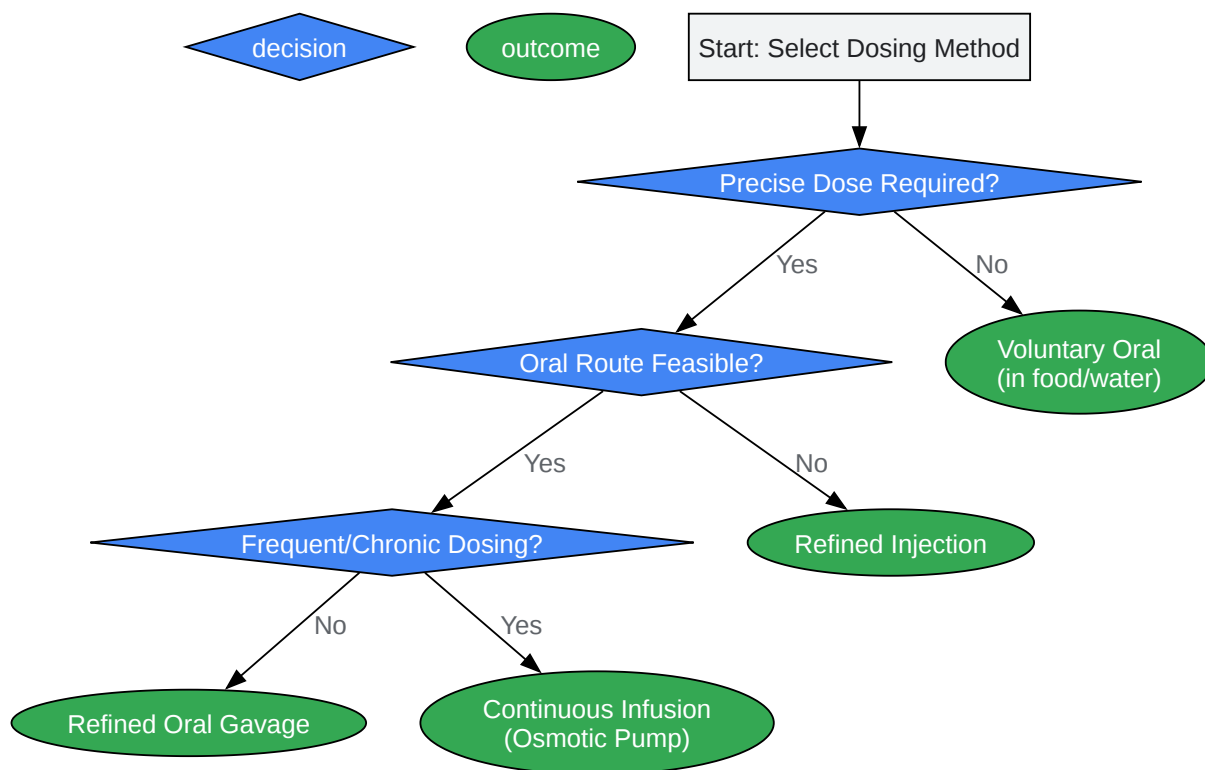 decision
outcome
Start: Select Dosing Method
Precise Dose Required?
Yes
No
Oral Route Feasible?
Voluntary Oral
(in food/water)
Yes
No
Frequent/Chronic Dosing?
Refined Injection
No
Yes
Refined Oral Gavage
Continuous Infusion
(Osmotic Pump)